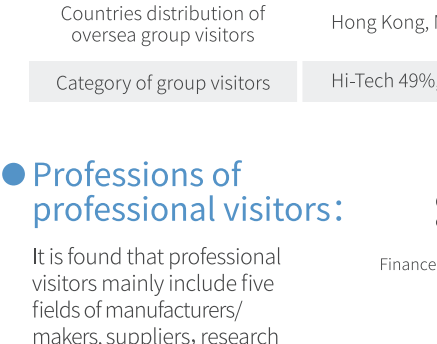 Countries distribution of
oversea group visitors
Hong Kong,
Category of group visitors
Hi-Tech 49%,
Professions of
professional visitors：
It is found that professional
visitors mainly include five
fields of manufacturers/
makers, suppliers, research
Finance